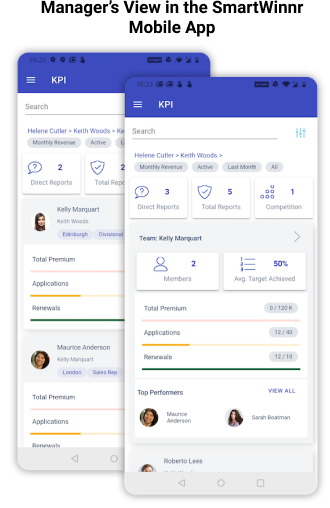 Manager's View in the SmartWinnr
Mobile App
10:25
KPI
Search
Helene Cutler > Keith Woods > Ke
Monthly Revenue Active
2
Direct Reports
2
Total Repo
Kelly Marquart
Keith Woods
Edinburgh Divisional
Total Premium
Applications
Renewals
Maurice Anderson
Kelly Marquart
London Sales Rep
Total Premium
Applications
Renewals
10:23
KPI
Search
Helene Cutler > Keith Woods >
Monthly Revenue Active Last Month All
3
Direct Reports
5
Total Reports
1
Competition
Team: Kelly Marquart
2
Members
50%
Avg. Target Achieved
Total Premium 0 / 120 K
Applications 12 / 40
Renewals 12 / 10
Top Performers VIEW ALL
Maurice
Anderson
Sarah Boatman
Roberto Lees